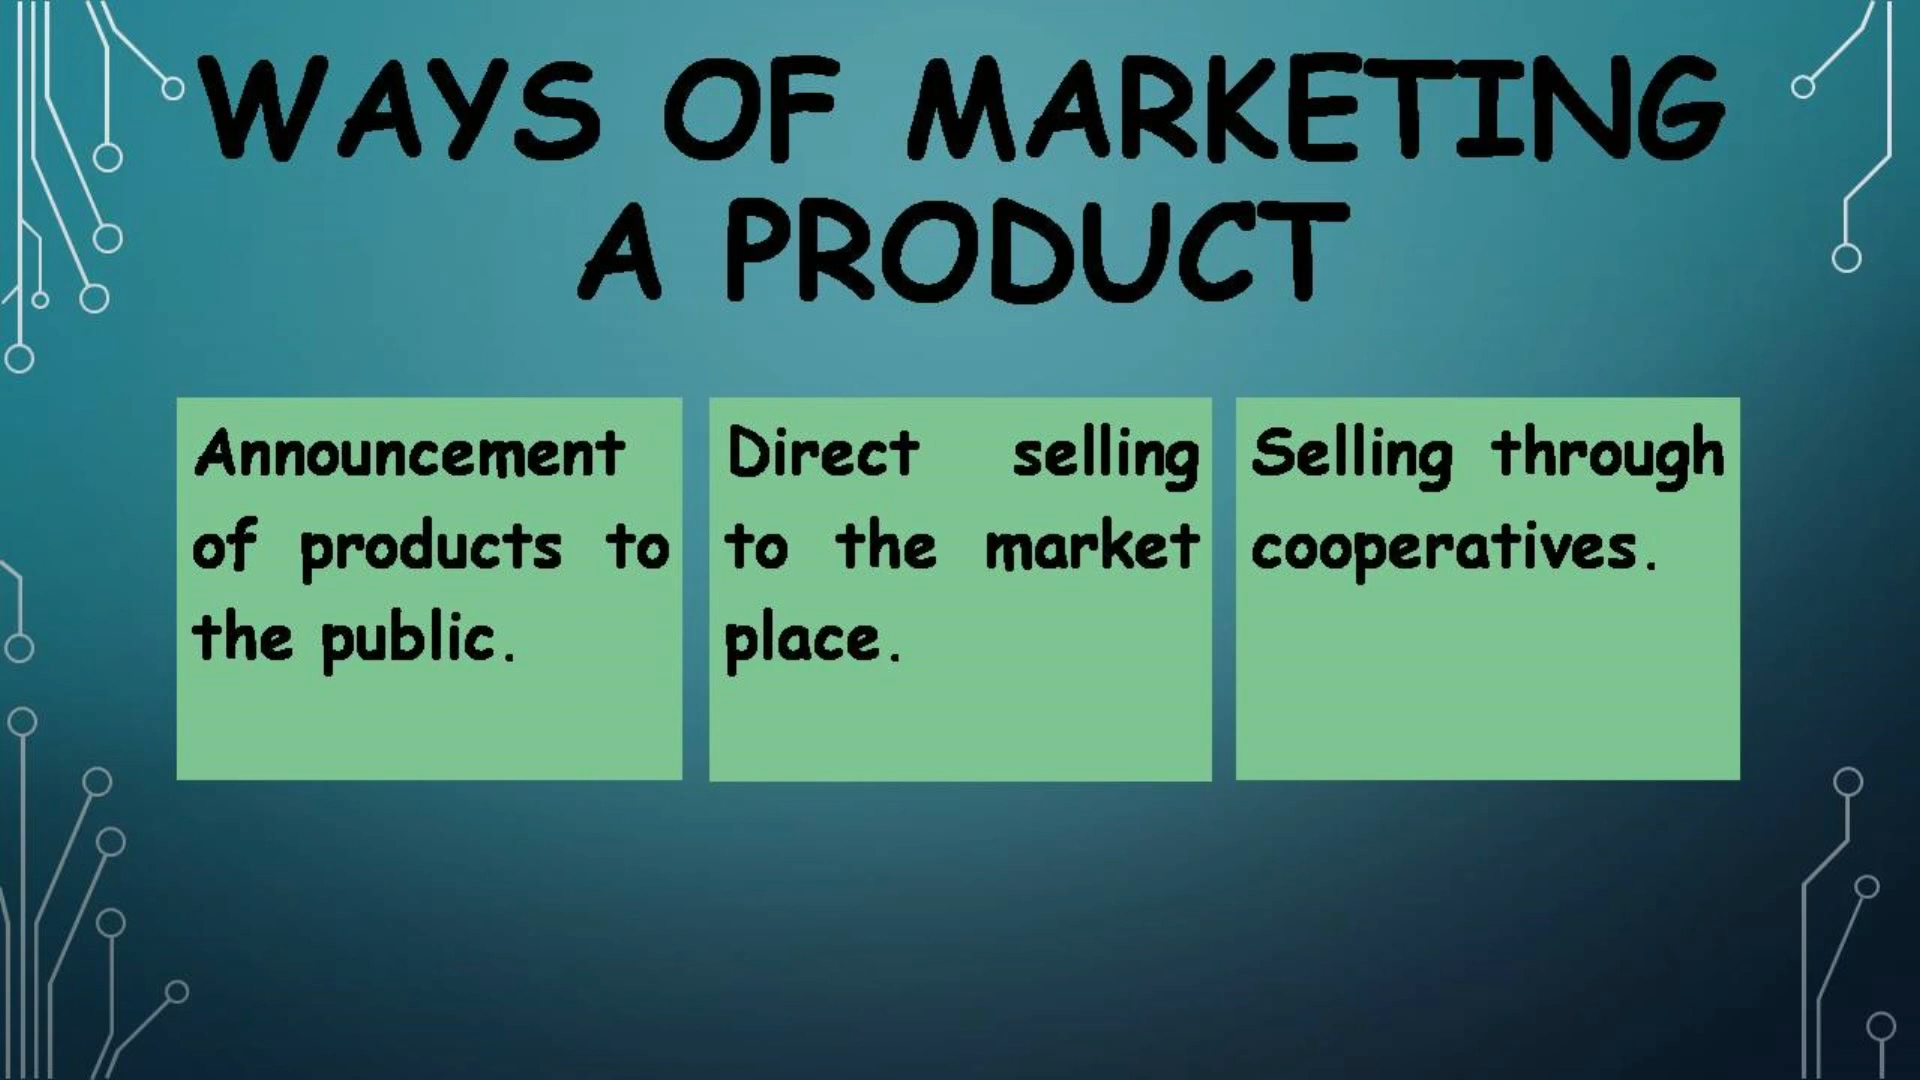 WAYS OF MARKETING
A PRODUCT
Announcement
of products to
the public.
Direct selling
to the market
place.
Selling through
cooperatives.